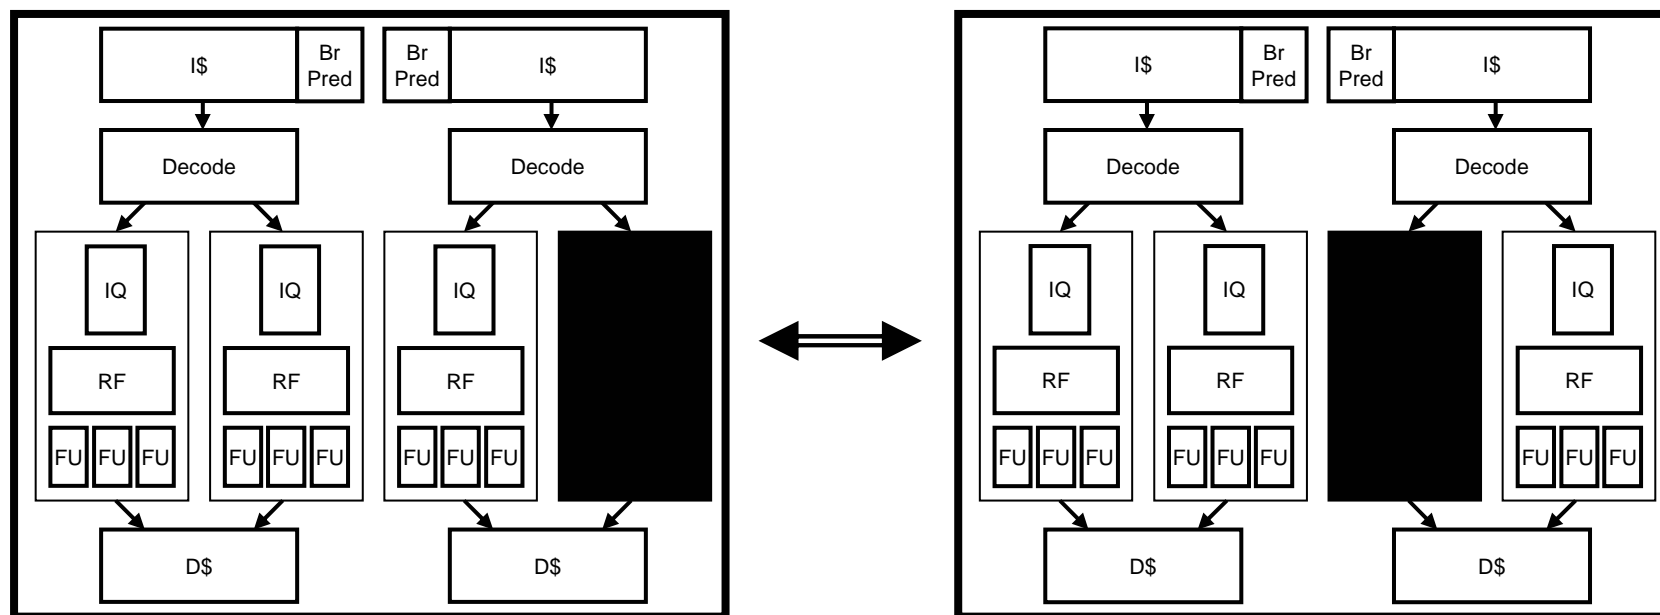 I$
Br
Pred
Br
Pred
I$
I$
Br
Pred
Br
Pred
I$
Decode
Decode
Decode
Decode
IQ
IQ
IQ
IQ
IQ
IQ
RF
RF
RF
RF
RF
RF
FU FU FU
FU FU FU
FU FU FU
FU FU FU
FU FU FU
FU FU FU
D$
D$
D$
D$